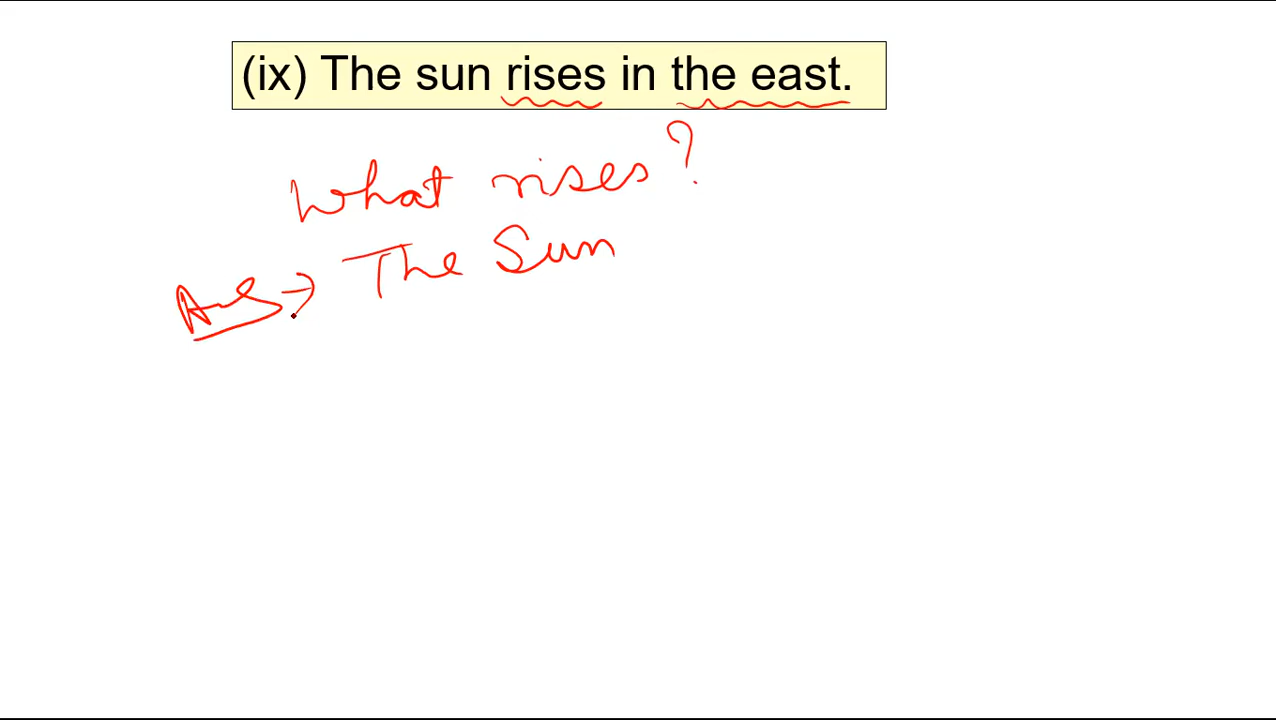 (ix) The sun rises in the east.
What rises?
The Sun
Ans →